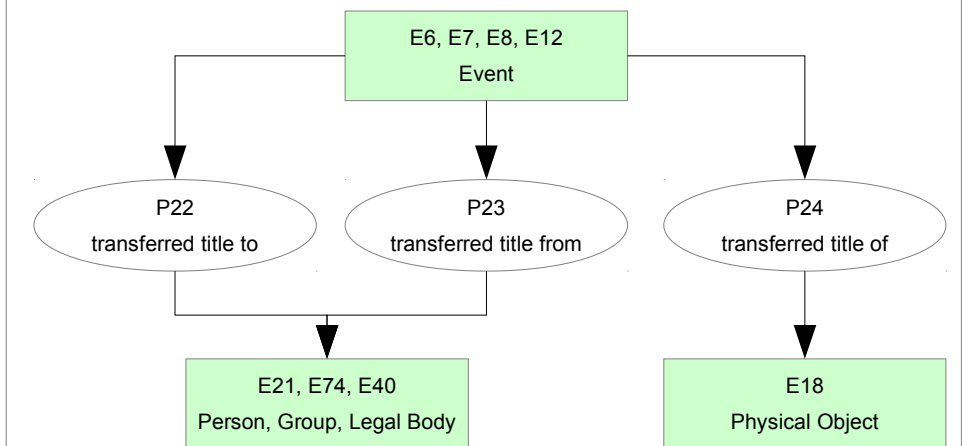 E6, E7, E8, E12
Event
P22
transferred title to
P23
transferred title from
P24
transferred title of
E21, E74, E40
Person, Group, Legal Body
E18
Physical Object